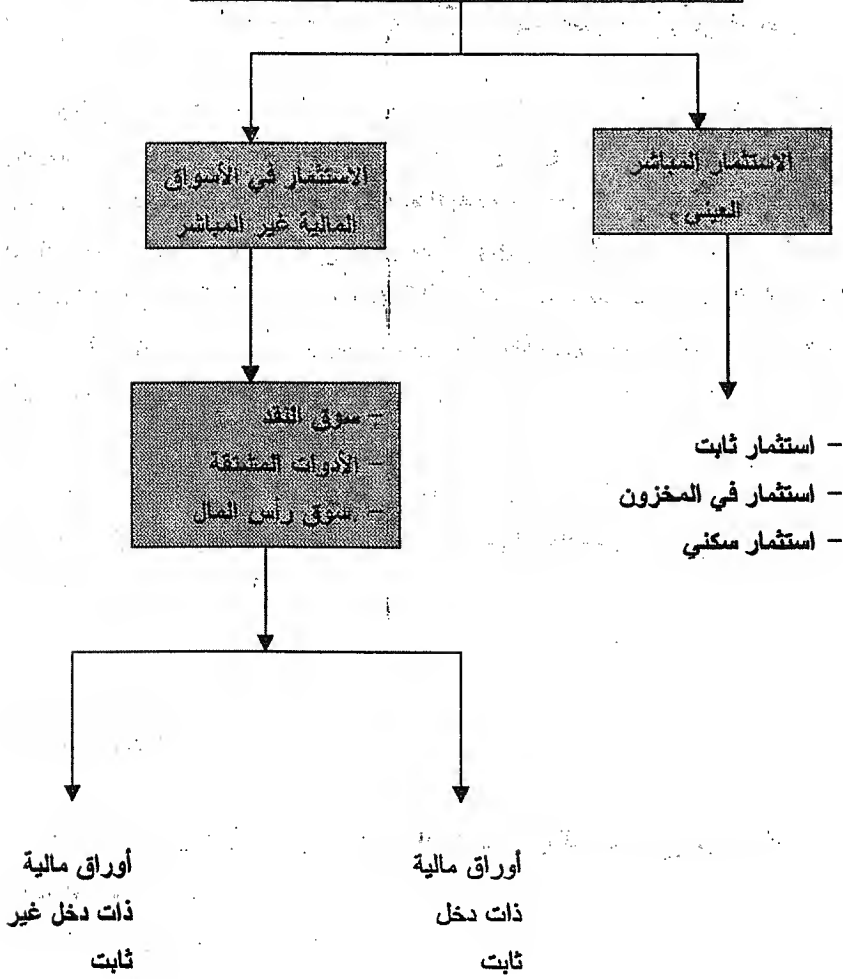 الاستثمار المباشر
العيني
الاستثمار في الأسواق
المالية غير المباشر
– استثمار ثابت
– استثمار في المخزون
– استثمار سكني
– سوق النقد
– الأدوات المشتقة
– سوق رأس المال
أوراق مالية
ذات دخل
ثابت
أوراق مالية
ذات دخل غير
ثابت